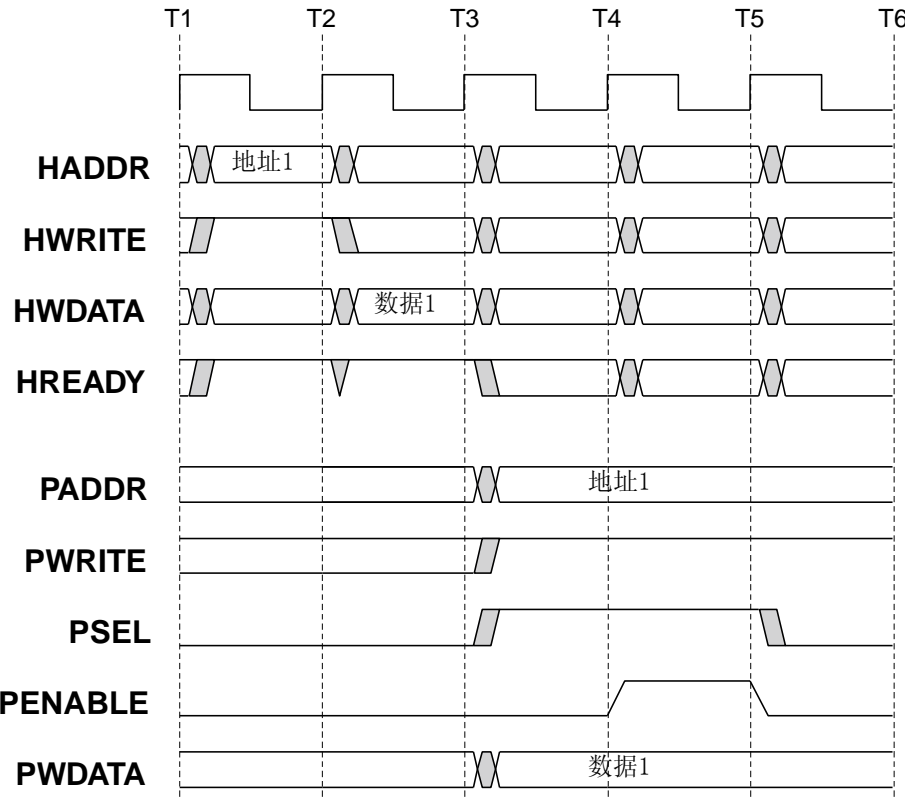 T1 T2 T3 T4 T5 T6
HADDR 地址1
HWRITE
HWDATA 数据1
HREADY
PADDR 地址1
PWRITE
PSEL
PENABLE
PWDATA 数据1